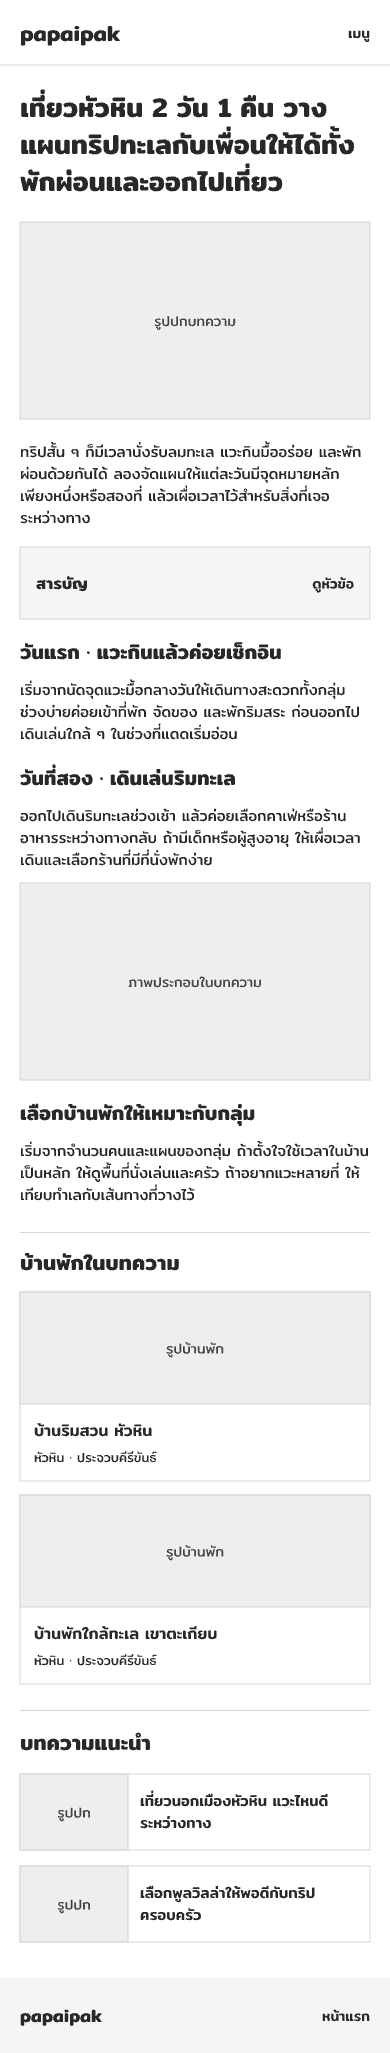 papaipak
เมนู
เที่ยวหัวหิน 2 วัน 1 คืน วาง
แผนทริปทะเลกับเพื่อนให้ได้ทั้ง
พักผ่อนและออกไปเที่ยว
รูปปกบทความ
ทริปสั้น ๆ ก็มีเวลานั่งรับลมทะเล แวะกินมื้ออร่อย และพัก
ผ่อนด้วยกันได้ ลองจัดแผนให้แต่ละวันมีจุดหมายหลัก
เพียงหนึ่งหรือสองที่ แล้วเผื่อเวลาไว้สำหรับสิ่งที่เจอ
ระหว่างทาง
สารบัญ
ดูหัวข้อ
วันแรก · แวะกินแล้วค่อยเช็กอิน
เริ่มจากนัดจุดแวะมื้อกลางวันให้เดินทางสะดวกทั้งกลุ่ม
ช่วงบ่ายค่อยเข้าที่พัก จัดของ และพักริมสระ ก่อนออกไป
เดินเล่นใกล้ ๆ ในช่วงที่แดดเริ่มอ่อน
วันที่สอง · เดินเล่นริมทะเล
ออกไปเดินริมทะเลช่วงเช้า แล้วค่อยเลือกคาเฟ่หรือร้าน
อาหารระหว่างทางกลับ ถ้ามีเด็กหรือผู้สูงอายุ ให้เผื่อเวลา
เดินและเลือกร้านที่มีที่นั่งพักง่าย
ภาพประกอบในบทความ
เลือกบ้านพักให้เหมาะกับกลุ่ม
เริ่มจากจำนวนคนและแผนของกลุ่ม ถ้าตั้งใจใช้เวลาในบ้าน
เป็นหลัก ให้ดูพื้นที่นั่งเล่นและครัว ถ้าอยากแวะหลายที่ ให้
เทียบทำเลกับเส้นทางที่วางไว้
บ้านพักในบทความ
รูปบ้านพัก
บ้านริมสวน หัวหิน
หัวหิน · ประจวบคีรีขันธ์
รูปบ้านพัก
บ้านพักใกล้ทะเล เขาตะเกียบ
หัวหิน · ประจวบคีรีขันธ์
บทความแนะนำ
รูปปก
เที่ยวนอกเมืองหัวหิน แวะไหนดี
ระหว่างทาง
รูปปก
เลือกพูลวิลล่าให้พอดีกับทริป
ครอบครัว
papaipak
หน้าแรก